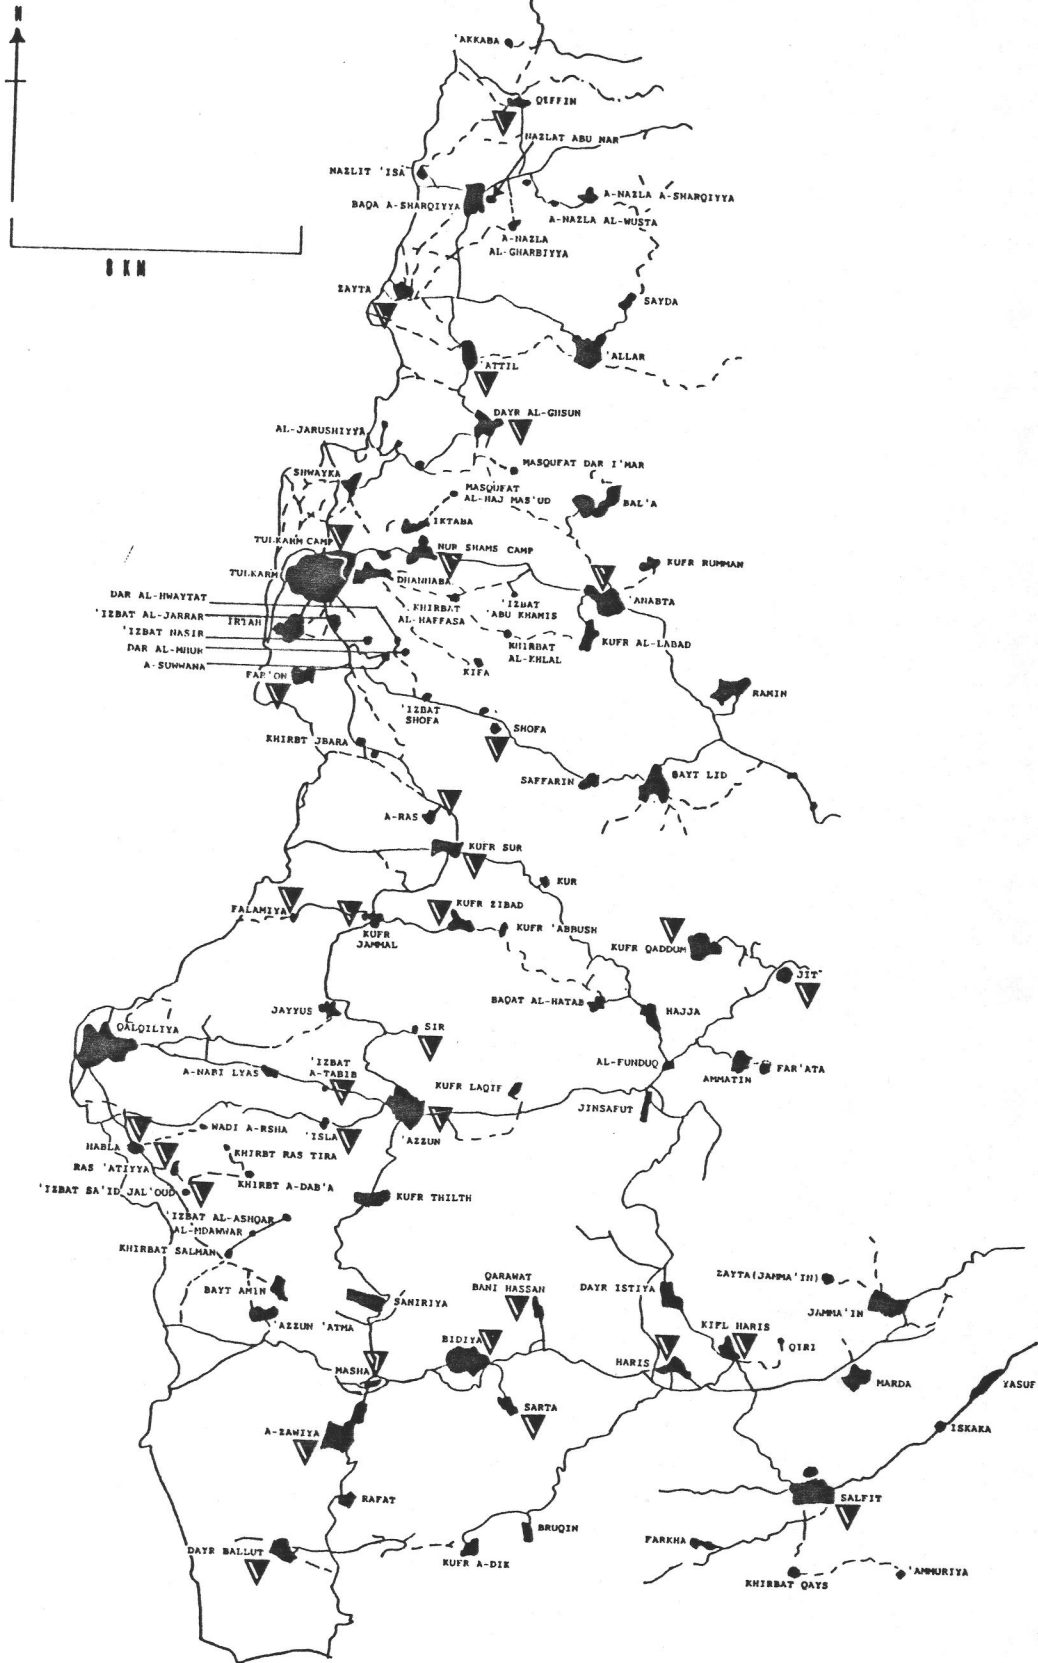 N
'AKKABA
QEFFIN
NAZLAT ABU NAR
NAZLIT 'ISA
A-NAZLA A-SHARQIYYA
BAQA A-SHARQIYYA
A-NAZLA AL-WUSTA
A-NAZLA
AL-GHARBIYYA
8 KM
ZAYTA
SAYDA
'ALLAR
'ATTIL
DAYR AL-GHSUN
AL-JARUSHIYYA
MASQUFAT DAR I'MAR
SHWAYKA
MASQUFAT
AL-HAJ MAS'UD
BAL'A
IKTABA
TULKARM CAMP
NUR SHAMS CAMP
KUFR RUMMAN
TULKARM
DHANNABA
DAR AL-HWAYTAT
KHIRBAT
AL-HAFFASA
'IZBAT
ABU KHAMIS
'ANABTA
'IZBAT AL-JARRAR
IRTAH
'IZBAT NASIR
KHIRBAT
AL-KHLAL
KUFR AL-LABAD
DAR AL-MHUR
A-SUWWANA
FAR'ON
KIFA
RAMIN
'IZBAT
SHOFA
SHOFA
KHIRBT JBARA
SAFFARIN
BAYT LID
A-RAS
KUFR SUR
KUR
FALAMIYA
KUFR ZIBAD
KUFR
JAMMAL
KUFR 'ABBUSH
KUFR QADDUM
JIT
JAYYUS
BAQAT AL-HATAB
HAJJA
QALQILIYA
SIR
A-NABI LYAS
'IZBAT
A-TABIB
AL-FUNDUQ
AMMATIN
FAR'ATA
KUFR LAQIF
JINSAFUT
WADI A-RSHA
'ISLA
'AZZUN
HABLA
KHIRBT RAS TIRA
RAS 'ATIYYA
KHIRBT A-DAB'A
'IZBAT SA'ID JAL'OUD
KUFR THILTH
'IZBAT AL-ASHQAR
AL-MDAWWAR
KHIRBAT SALMAN
BAYT AMIN
SANIRIYA
QARAWAT
BANI HASSAN
DAYR ISTIYA
ZAYTA(JAMMA'IN)
JAMMA'IN
'AZZUN 'ATMA
KIFL HARIS
BIDIYA
QIRI
MASHA
HARIS
MARDA
YASUF
SARTA
A-ZAWIYA
ISKAKA
RAFAT
SALFIT
BRUQIN
DAYR BALLUT
FARKHA
KUFR A-DIK
KHIRBAT QAYS
'AMMURIYA